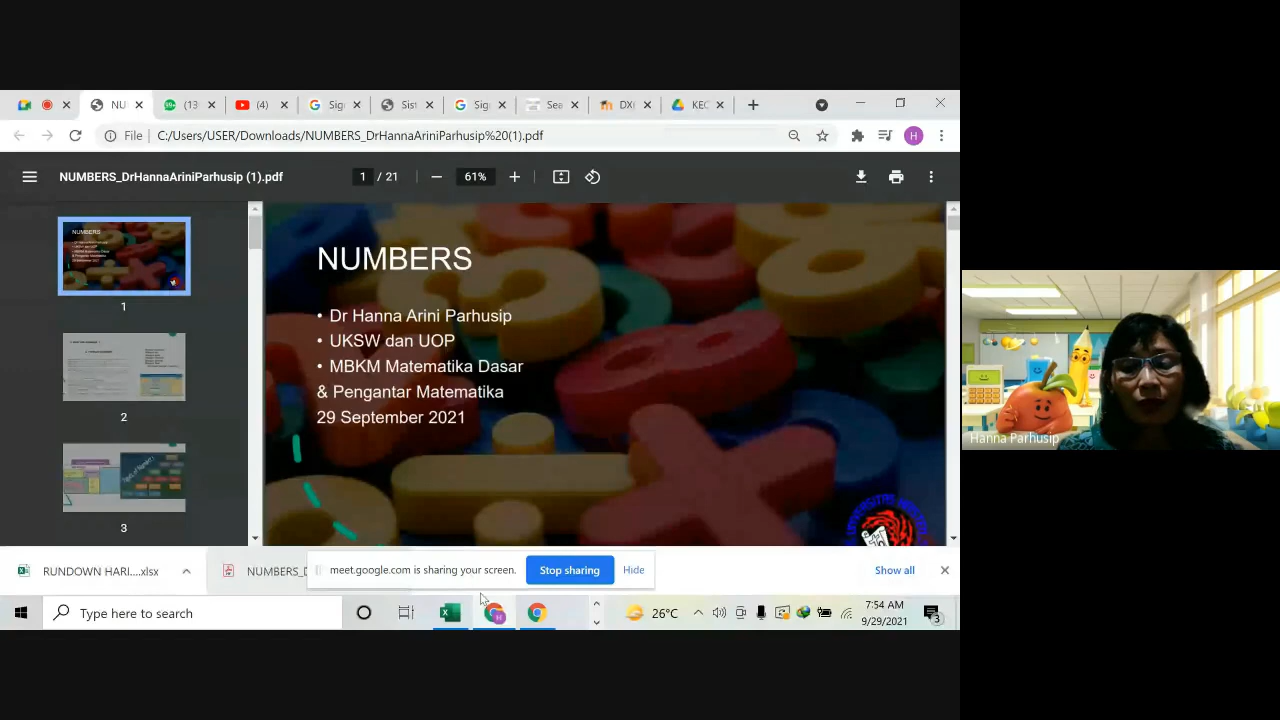 NU
(13
(4)
Sig
Sist
Sig
Sea
DX(
KEC
File
C:/Users/USER/Downloads/NUMBERS_DrHannaAriniParhusip%20(1).pdf
H
NUMBERS_DrHannaAriniParhusip (1).pdf
1 / 21
61%
NUMBERS
1
2
3
NUMBERS
• Dr Hanna Arini Parhusip
• UKSW dan UOP
• MBKM Matematika Dasar
& Pengantar Matematika
29 September 2021
Hanna Parhusip
RUNDOWN HARI....xlsx
NUMBERS_D
meet.google.com is sharing your screen.
Stop sharing
Hide
Show all
Type here to search
26°C
7:54 AM
9/29/2021
3